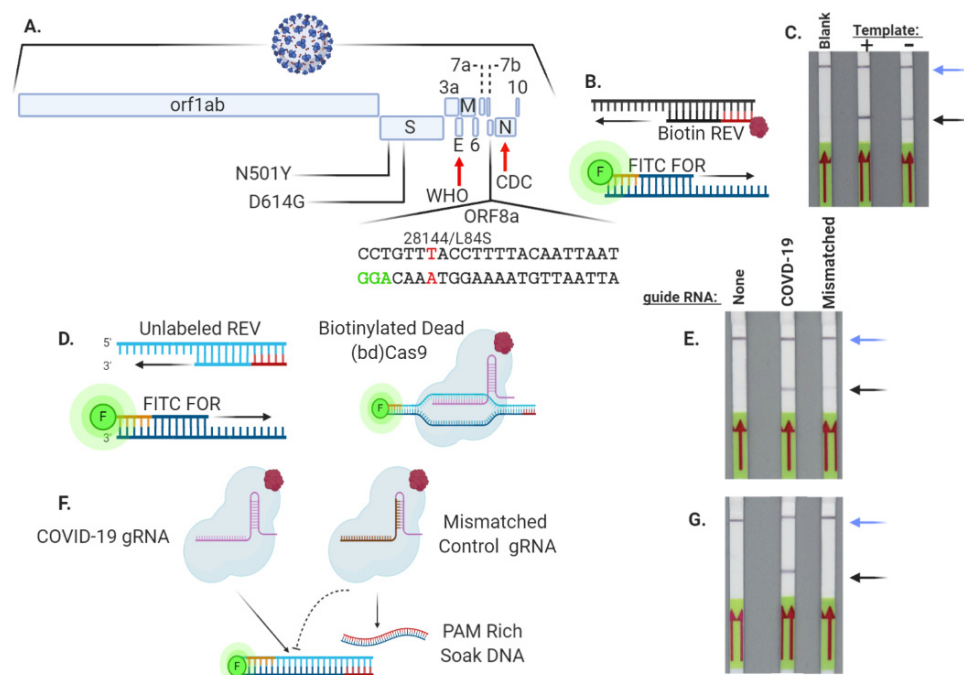 A.
7a 7b
3a M 10
orf1ab
S
E 6 N
N501Y
D614G
WHO
CDC
ORF8a
28144/L84S
CCTGTTTACCTTTTACAATTAAT
GGACAAATGGAAAATGTTAATTA
B.
Biotin REV
F
FITC FOR
C.
Blank
Template:
+ -
D.
Unlabeled REV
5'
3'
F
FITC FOR
3'
Biotinylated Dead
(bd)Cas9
F
guide RNA:
None
COVD-19
Mismatched
E.
F.
COVID-19 gRNA
Mismatched
Control gRNA
PAM Rich
Soak DNA
F
G.